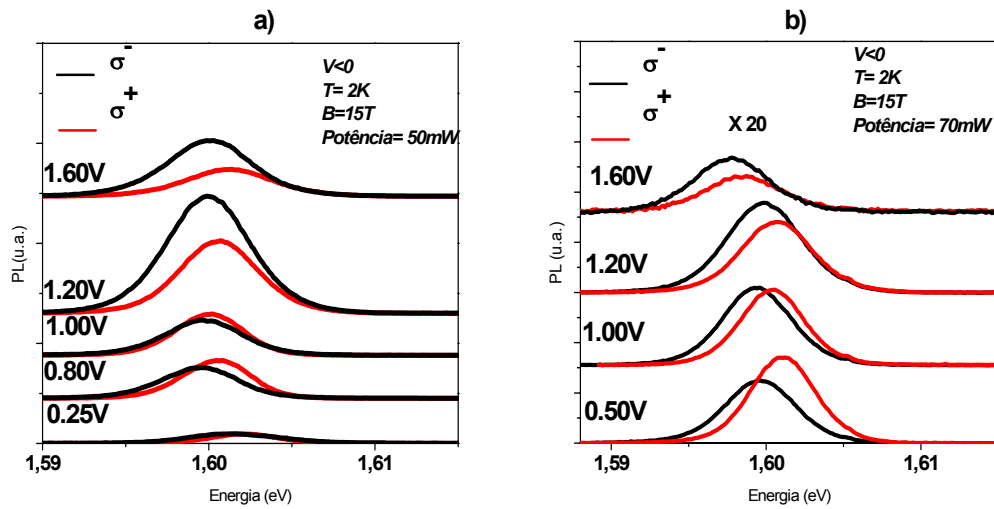 a)
σ-
σ+
V<0
T= 2K
B=15T
Potência= 50mW
1.60V
1.20V
1.00V
0.80V
0.25V
PL(u.a.)
1,59
1,60
1,61
Energia (eV)
b)
σ-
σ+
V<0
T= 2K
B=15T
Potência= 70mW
X 20
1.60V
1.20V
1.00V
0.50V
PL (u.a.)
1,59
1,60
1,61
Energia (eV)